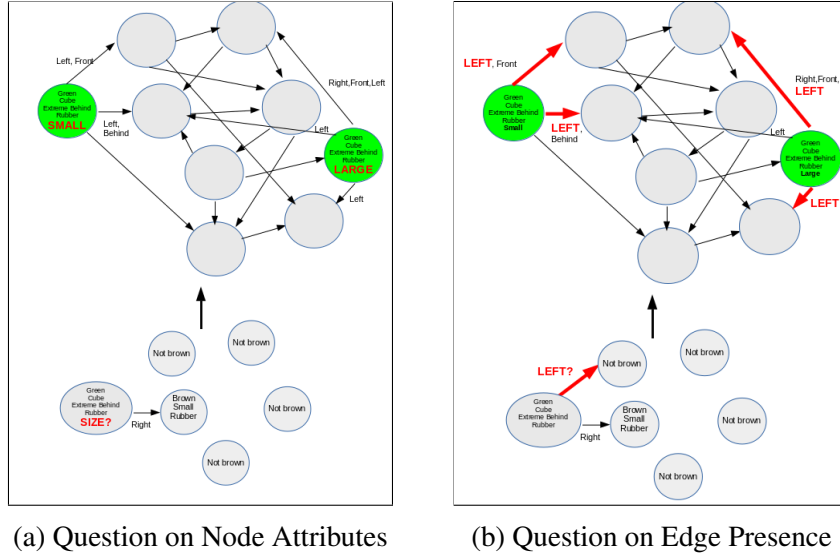 Left, Front
Right,Front,Left
Green
Cube
Extreme Behind
Rubber
SMALL
Left,
Behind
Left
Green
Cube
Extreme Behind
Rubber
LARGE
Left
Not brown
Not brown
Green
Cube
Extreme Behind
Rubber
SIZE?
Right
Brown
Small
Rubber
Not brown
Not brown
(a) Question on Node Attributes
LEFT, Front
Right,Front,
LEFT
Green
Cube
Extreme Behind
Rubber
Small
LEFT,
Behind
Left
Green
Cube
Extreme Behind
Rubber
Large
LEFT
LEFT?
Not brown
Not brown
Green
Cube
Extreme Behind
Rubber
Right
Brown
Small
Rubber
Not brown
Not brown
(b) Question on Edge Presence